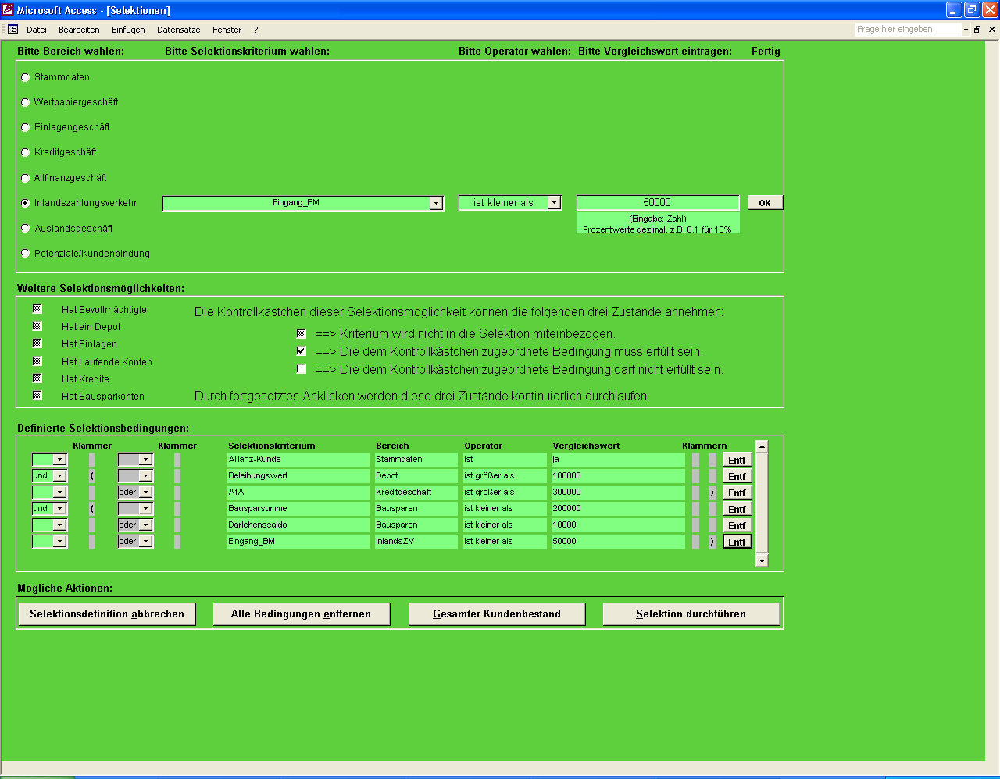 Microsoft Access - [Selektionen]
Datei Bearbeiten Einfügen Datensätze Fenster ? Frage hier eingeben
Bitte Bereich wählen: Bitte Selektionskriterium wählen: Bitte Operator wählen: Bitte Vergleichswert eintragen: Fertig
Stammdaten
Wertpapiergeschäft
Einlagengeschäft
Kreditgeschäft
Allfinanzgeschäft
Inlandszahlungsverkehr Eingang_BM ist kleiner als 50000 OK
(Eingabe: Zahl)
Auslandsgeschäft
Prozentwerte dezimal. z.B. 0.1 für 10%
Potenziale/Kundenbindung
Weitere Selektionsmöglichkeiten:
Hat Bevollmächtigte Die Kontrollkästchen dieser Selektionsmöglichkeit können die folgenden drei Zustände annehmen:
Hat ein Depot
==> Kriterium wird nicht in die Selektion miteinbezogen.
Hat Einlagen
==> Die dem Kontrollkästchen zugeordnete Bedingung muss erfüllt sein.
Hat Laufende Konten
==> Die dem Kontrollkästchen zugeordnete Bedingung darf nicht erfüllt sein.
Hat Kredite
Hat Bausparkonten Durch fortgesetztes Anklicken werden diese drei Zustände kontinuierlich durchlaufen.
Definierte Selektionsbedingungen:
Klammer Klammer Selektionskriterium Bereich Operator Vergleichswert Klammern
Allianz-Kunde Stammdaten ist ja Entf
und ( Beleihungswert Depot ist größer als 100000 Entf
oder AfA Kreditgeschäft ist größer als 300000 ) Entf
und ( Bausparsumme Bausparen ist kleiner als 200000 Entf
oder Darlehenssaldo Bausparen ist kleiner als 10000 Entf
oder Eingang_BM InlandsZV ist kleiner als 50000 ) Entf
Mögliche Aktionen:
Selektionsdefinition abbrechen Alle Bedingungen entfernen Gesamter Kundenbestand Selektion durchführen